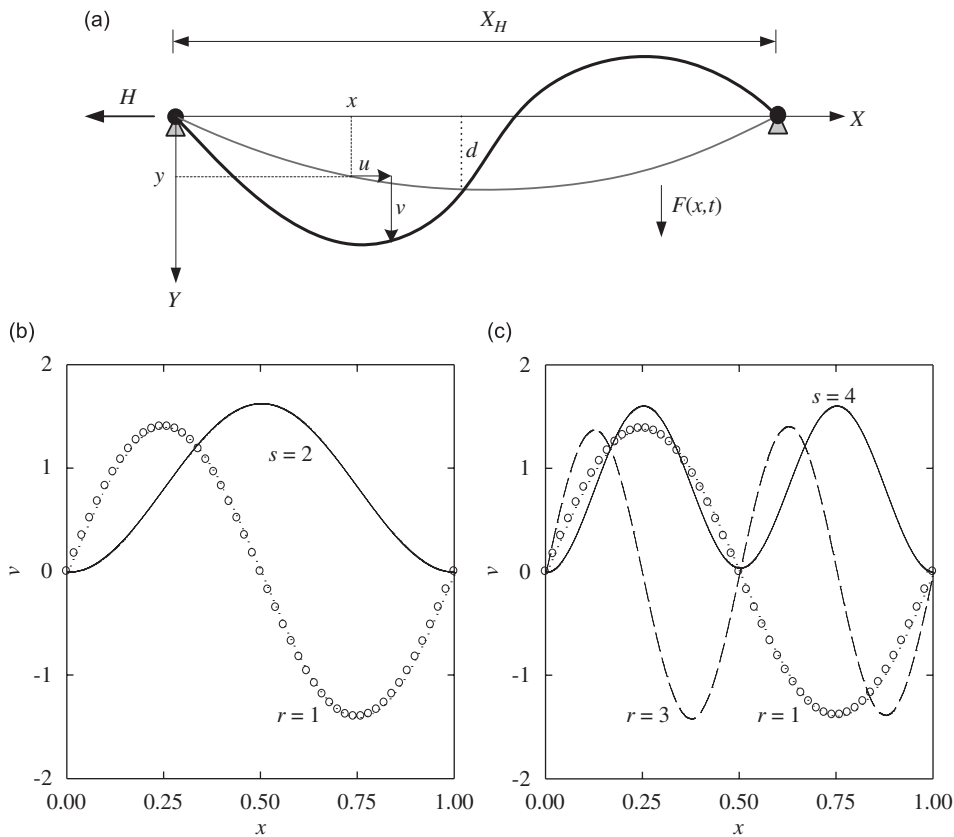 (a)
X_H
H
x
X
d
u
y
v
F(x,t)
Y
(b)
(c)
2
1
0
-1
-2
v
s = 2
r = 1
0.00 0.25 0.50 0.75 1.00
x
2
1
0
-1
-2
v
s = 4
r = 3
r = 1
0.00 0.25 0.50 0.75 1.00
x